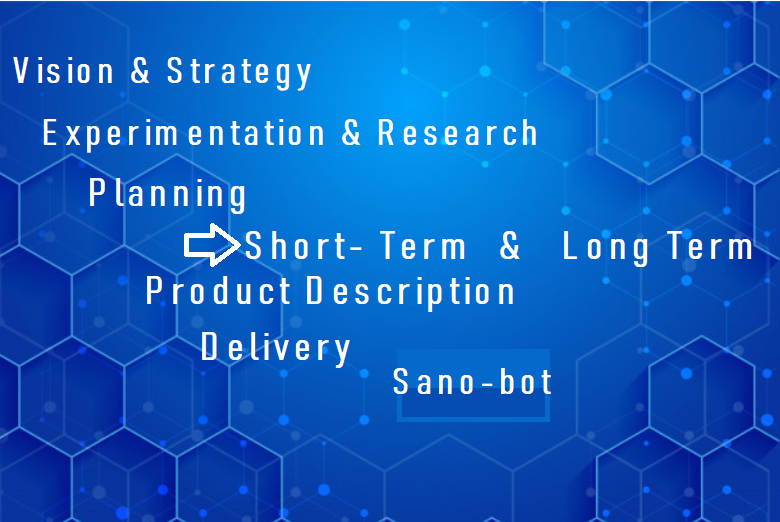 Vision & Strategy
Experimentation & Research
Planning
Short- Term & Long Term
Product Description
Delivery
Sano-bot